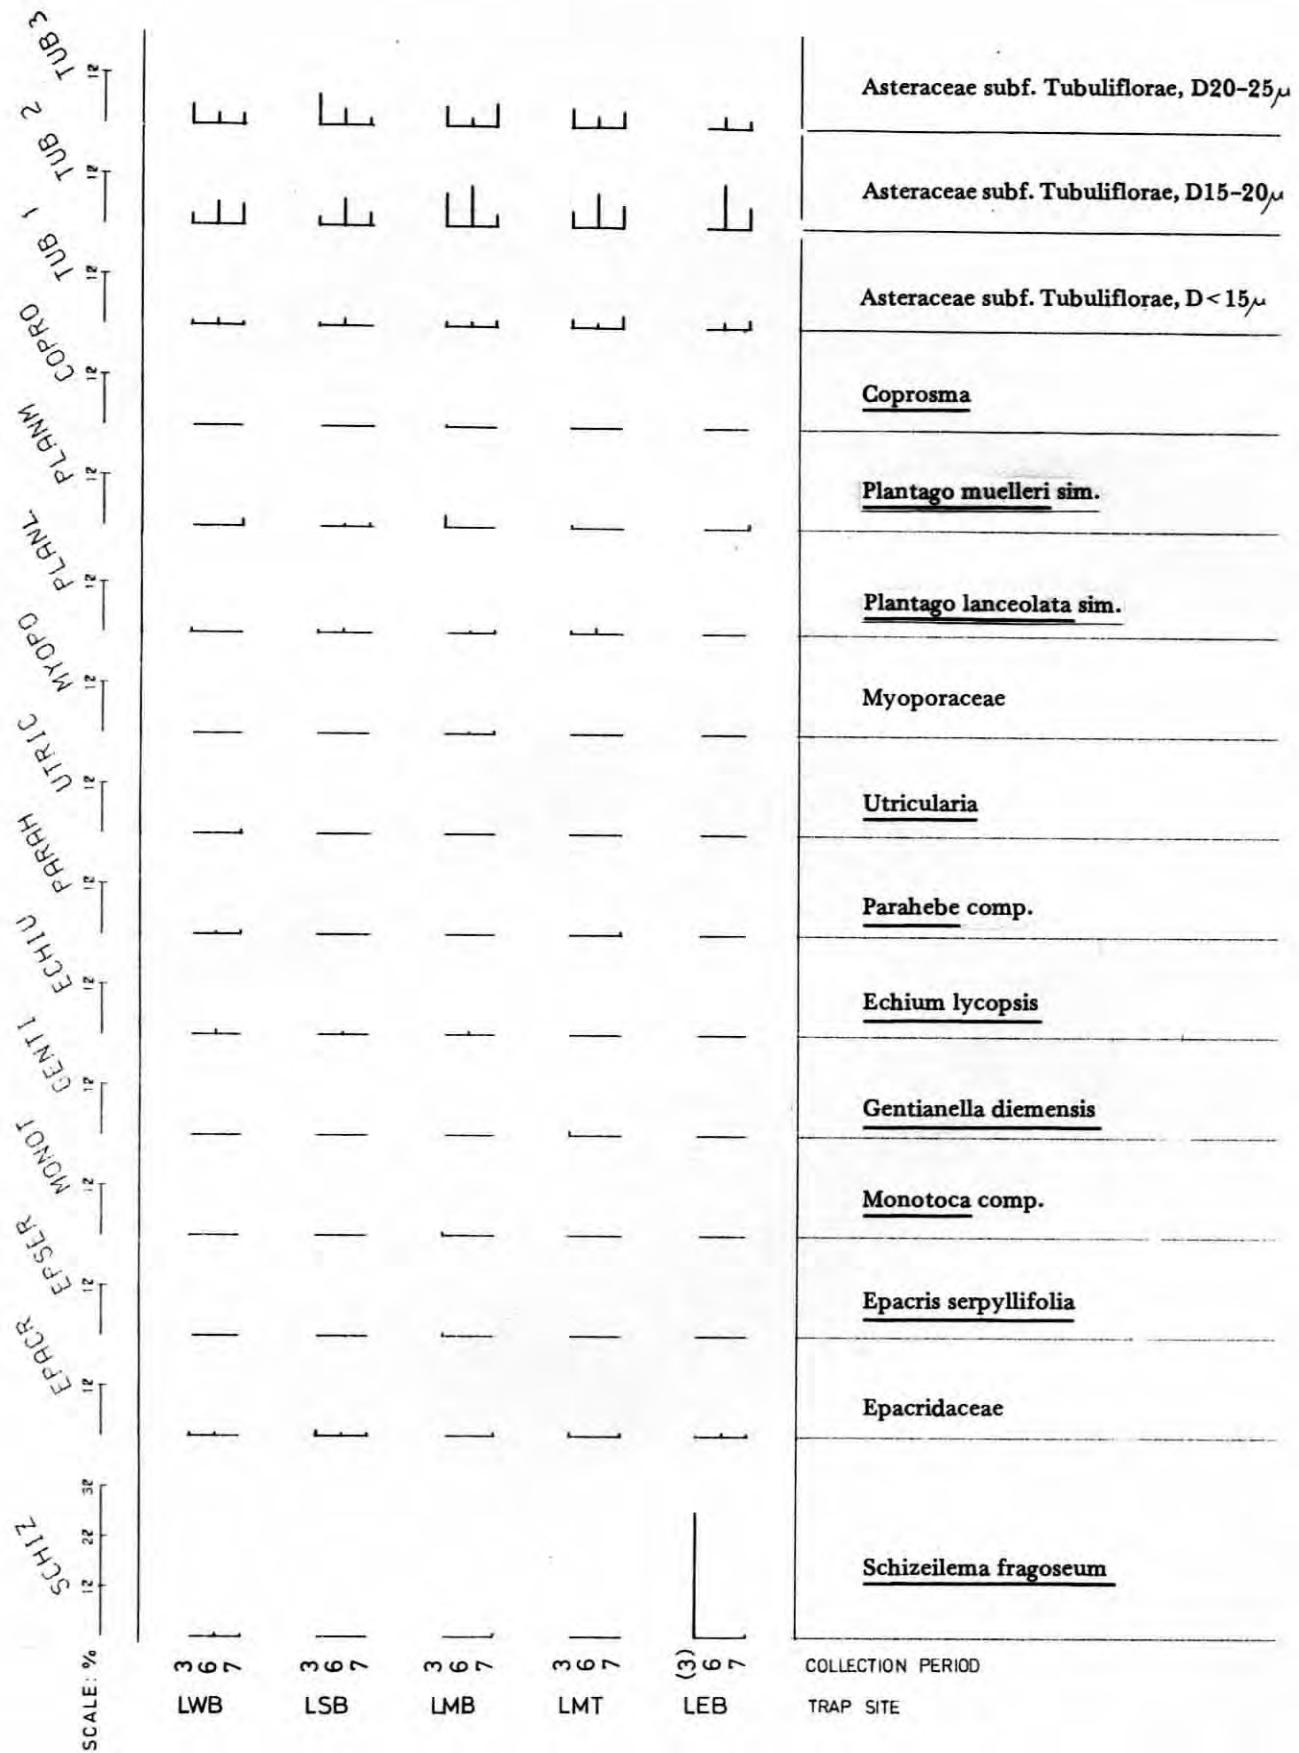 TUB 3
12
Asteraceae subf. Tubuliflorae, D20-25μ
TUB 2
12
Asteraceae subf. Tubuliflorae, D15-20μ
TUB 1
12
Asteraceae subf. Tubuliflorae, D<15μ
COPRO
12
Coprosma
PLANM
12
Plantago muelleri sim.
PLANL
12
Plantago lanceolata sim.
MYOPO
12
Myoporaceae
UTRIC
12
Utricularia
PARAH
12
Parahebe comp.
ECHIU
12
Echium lycopsis
GENTI
12
Gentianella diemensis
MONOT
12
Monotoca comp.
EPSER
12
Epacris serpyllifolia
EPACR
12
Epacridaceae
SCHIZ
12 22 32
Schizeilema fragoseum
SCALE: %
3 6 7 3 6 7 3 6 7 3 6 7 (3) 6 7 COLLECTION PERIOD
LWB LSB LMB LMT LEB TRAP SITE